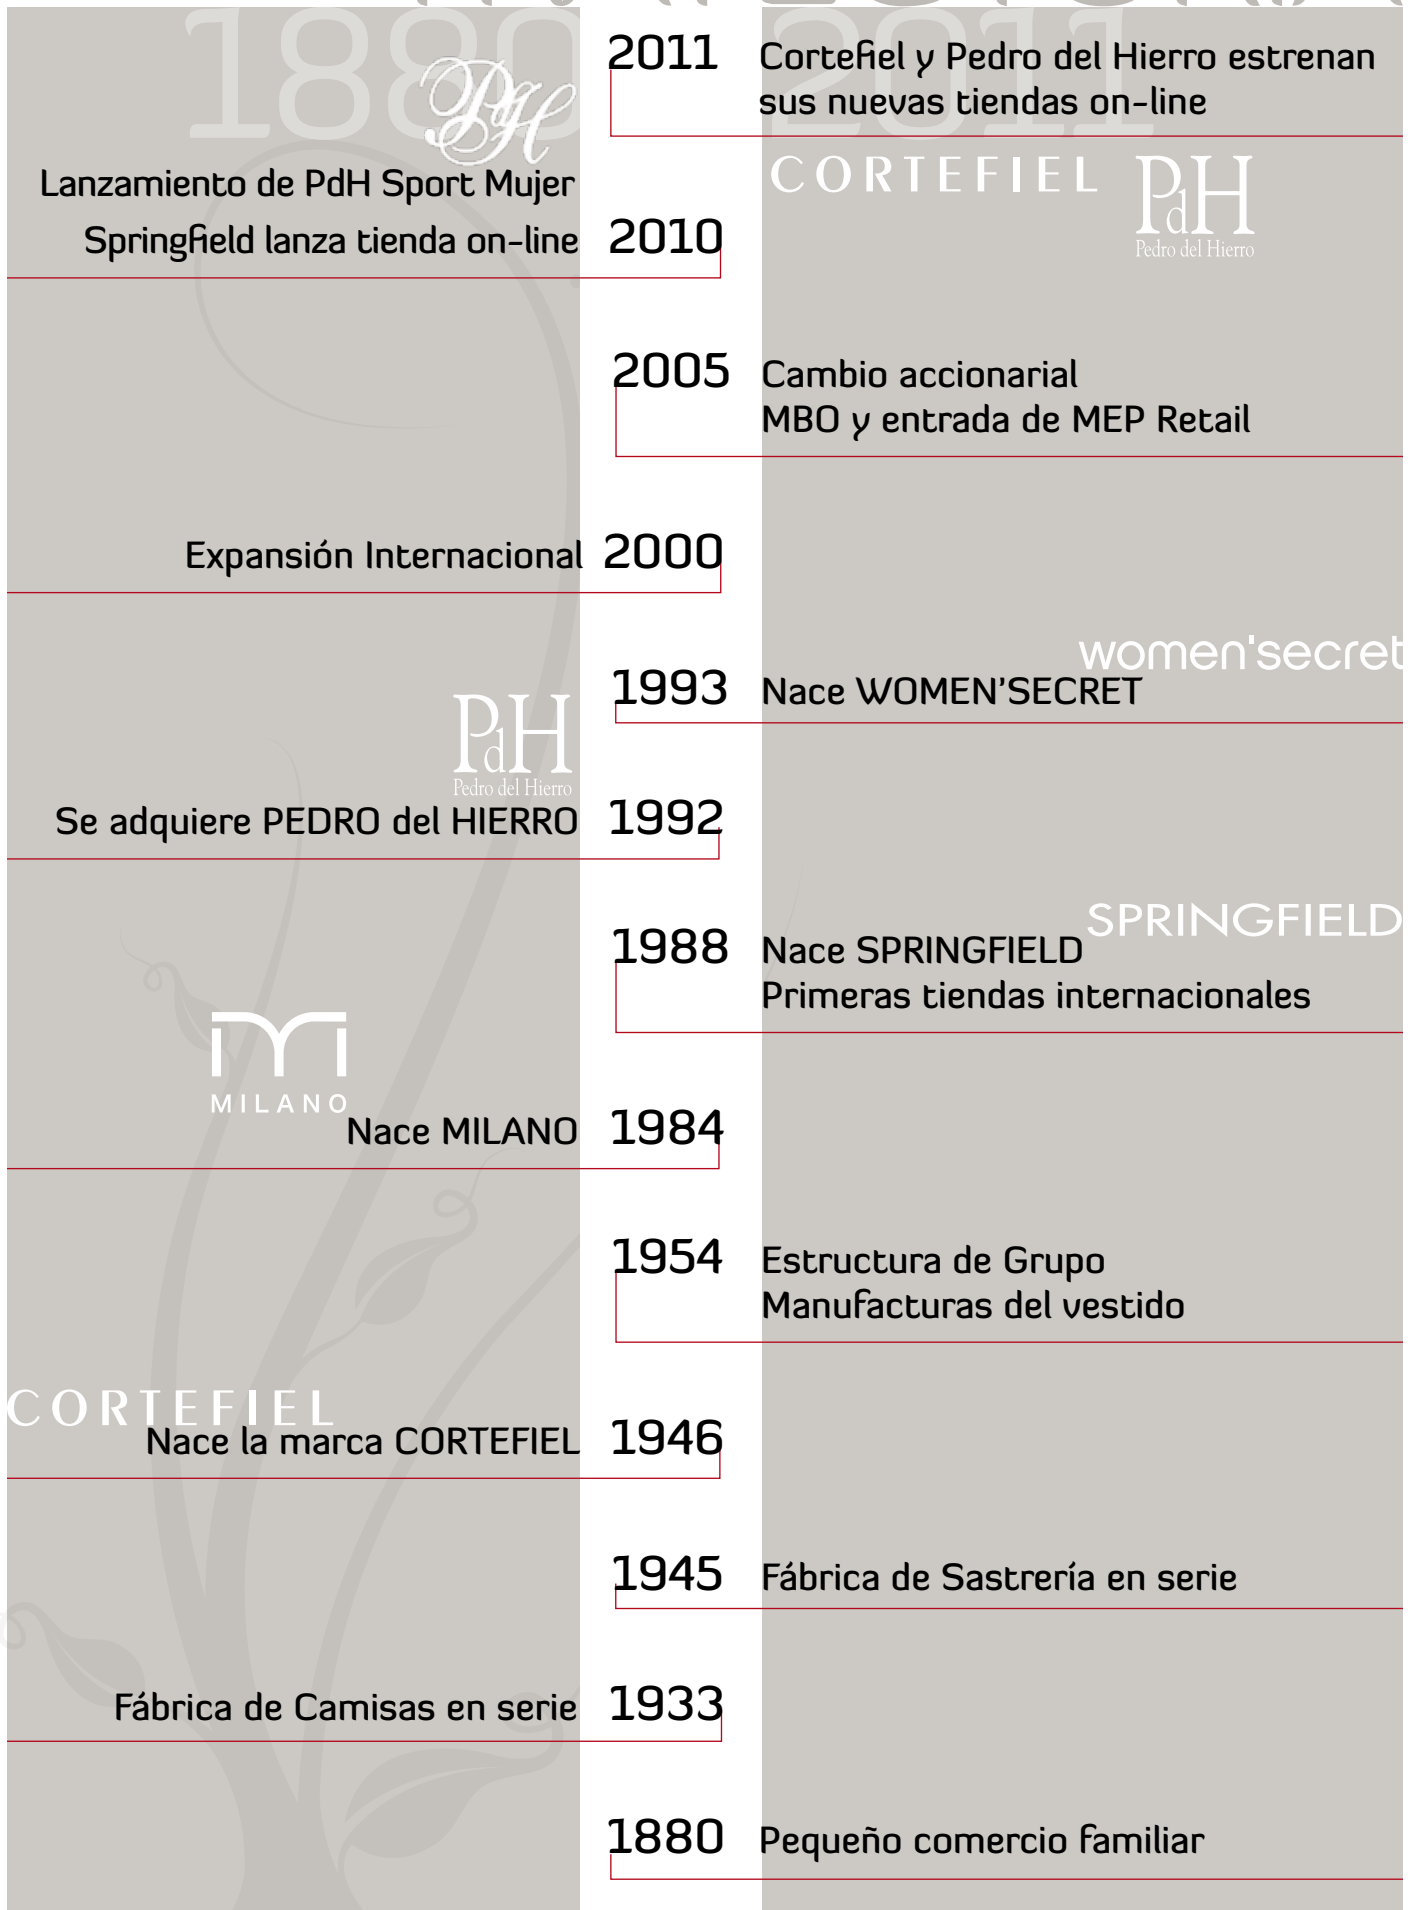 1880
2011
2011
Cortefiel y Pedro del Hierro estrenan
sus nuevas tiendas on-line
PdH
CORTEFIEL
PdH
Pedro del Hierro
Lanzamiento de PdH Sport Mujer
Springfield lanza tienda on-line
2010
2005
Cambio accionarial
MBO y entrada de MEP Retail
Expansión Internacional
2000
women'secret
1993
Nace WOMEN’SECRET
PdH
Pedro del Hierro
Se adquiere PEDRO del HIERRO
1992
SPRINGFIELD
1988
Nace SPRINGFIELD
Primeras tiendas internacionales
MILANO
Nace MILANO
1984
1954
Estructura de Grupo
Manufacturas del vestido
CORTEFIEL
Nace la marca CORTEFIEL
1946
1945
Fábrica de Sastrería en serie
Fábrica de Camisas en serie
1933
1880
Pequeño comercio familiar